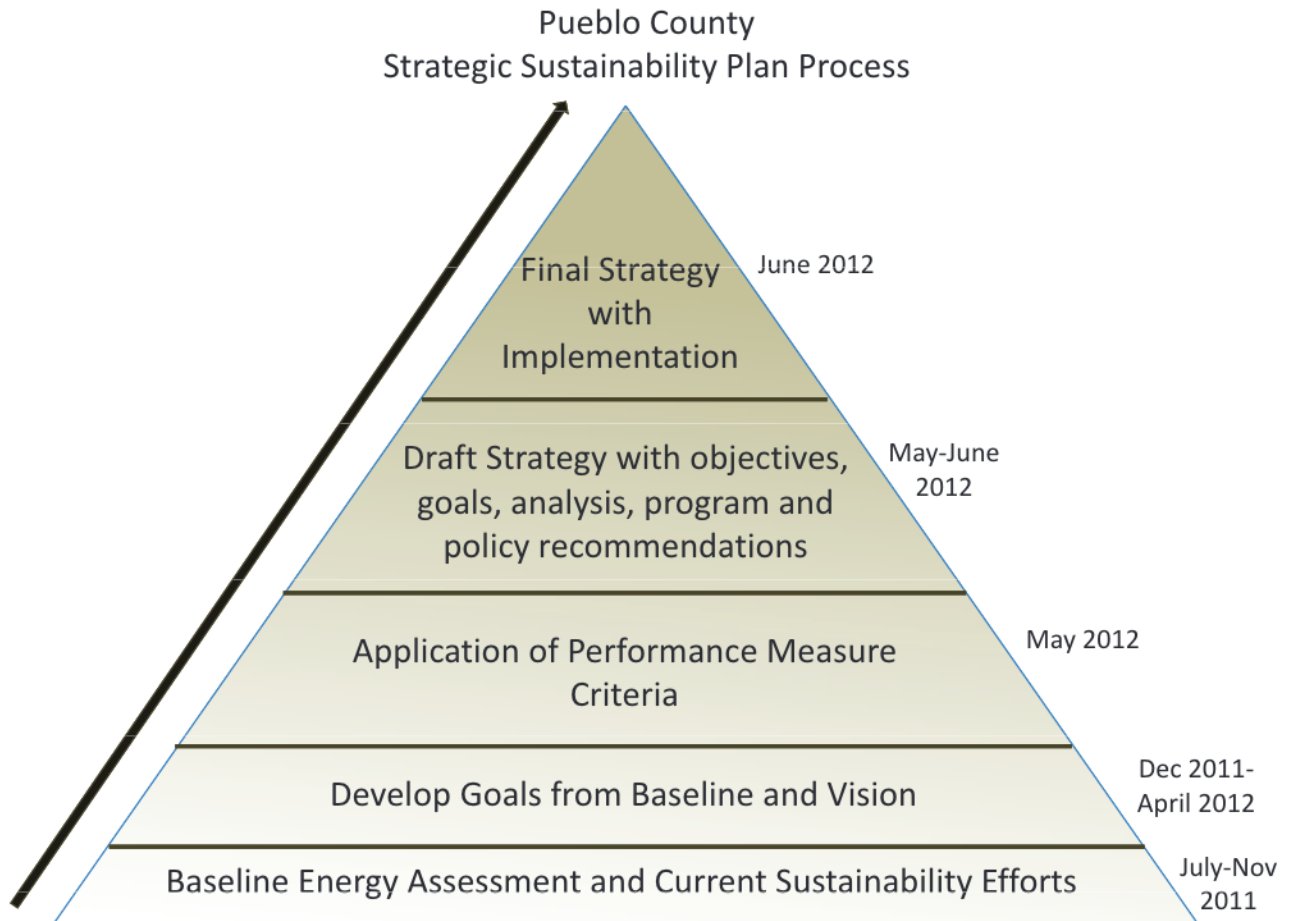 Pueblo County
Strategic Sustainability Plan Process
Final Strategy
with
Implementation
June 2012
Draft Strategy with objectives,
goals, analysis, program and
policy recommendations
May-June
2012
Application of Performance Measure
Criteria
May 2012
Develop Goals from Baseline and Vision
Dec 2011-
April 2012
Baseline Energy Assessment and Current Sustainability Efforts
July-Nov
2011